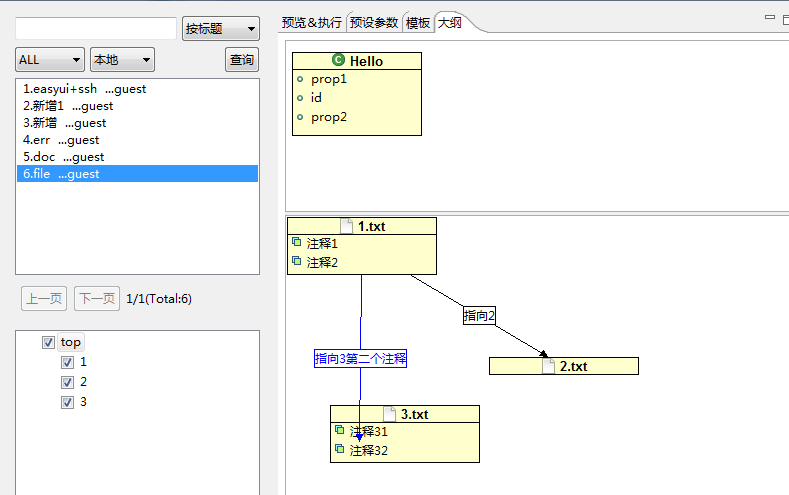 按标题
ALL
本地
查询
1.easyui+ssh ...guest
2.新增1 ...guest
3.新增 ...guest
4.err ...guest
5.doc ...guest
6.file ...guest
上一页
下一页
1/1(Total:6)
top
1
2
3
预览&执行
预设参数
模板
大纲
C Hello
prop1
id
prop2
1.txt
注释1
注释2
指向2
指向3第二个注释
2.txt
3.txt
注释31
注释32